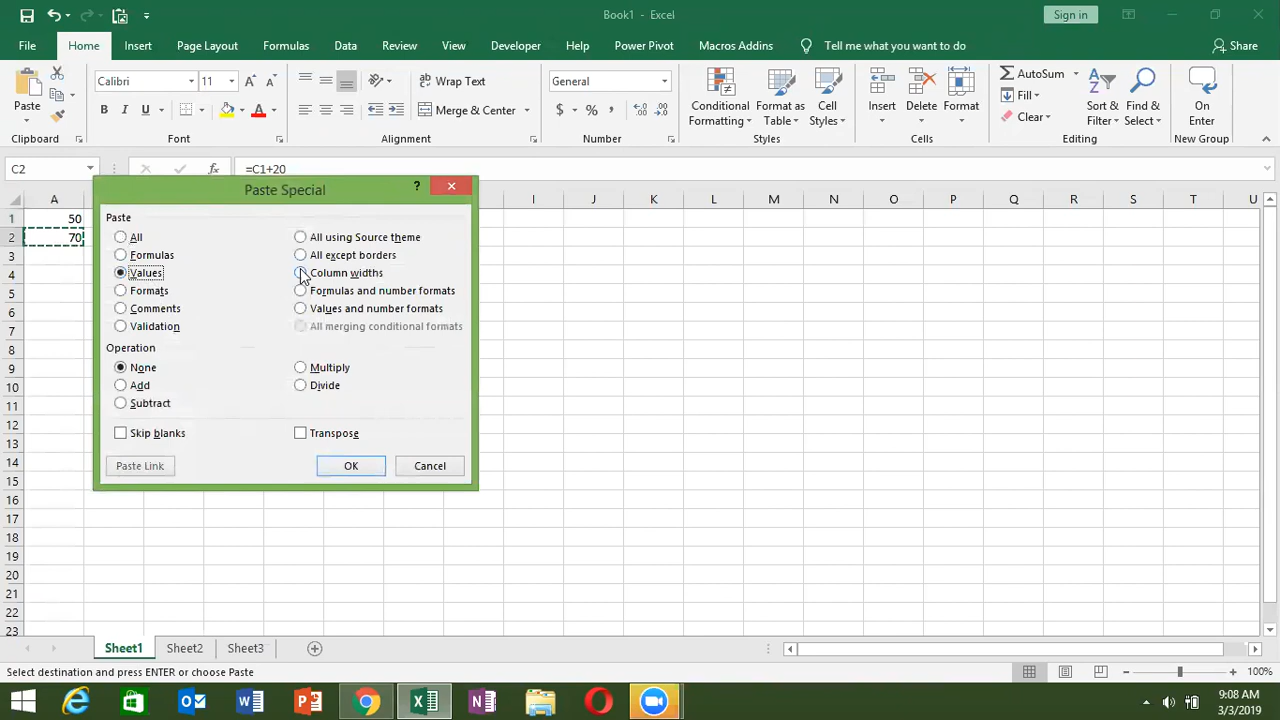 Book1 - Excel
Sign in
File Home Insert Page Layout Formulas Data Review View Developer Help Power Pivot Macros Addins Tell me what you want to do Share
Paste
Calibri 11
B I U
A A
Wrap Text
Merge & Center
General
$ % ,
Conditional Formatting
Format as Table
Cell Styles
Insert
Delete
Format
AutoSum
Fill
Clear
Sort & Filter
Find & Select
On Enter
Clipboard Font Alignment Number Styles Cells Editing New Group
C2 fx =C1+20
A I J K L M N O P Q R S T U
1 50
2 70
3
4
5
6
7
8
9
10
11
12
13
14
15
16
17
18
19
20
21
22
23
Paste Special ?
Paste
All
All using Source theme
Formulas
All except borders
Values
Column widths
Formats
Formulas and number formats
Comments
Values and number formats
Validation
All merging conditional formats
Operation
None
Multiply
Add
Divide
Subtract
Skip blanks
Transpose
Paste Link
OK
Cancel
Sheet1 Sheet2 Sheet3
Select destination and press ENTER or choose Paste
100%
9:08 AM
3/3/2019